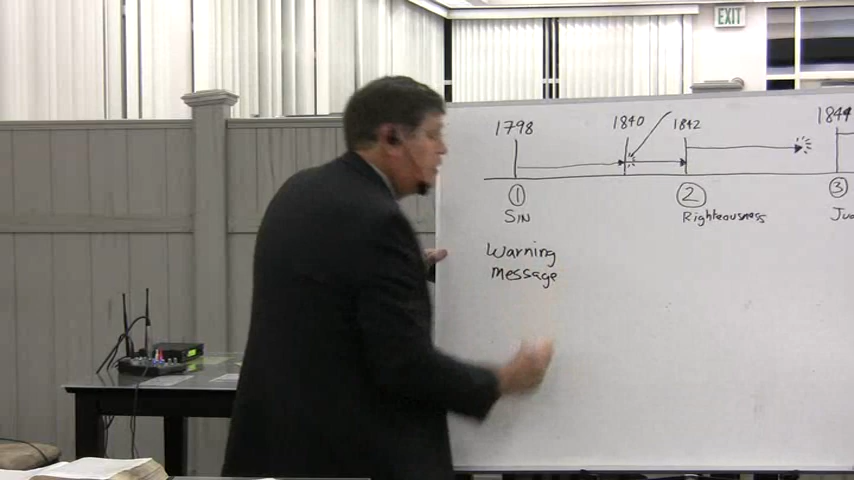 EXIT
1798
1840
1842
1844
1
2
3
SIN
Righteousness
Warning
Message